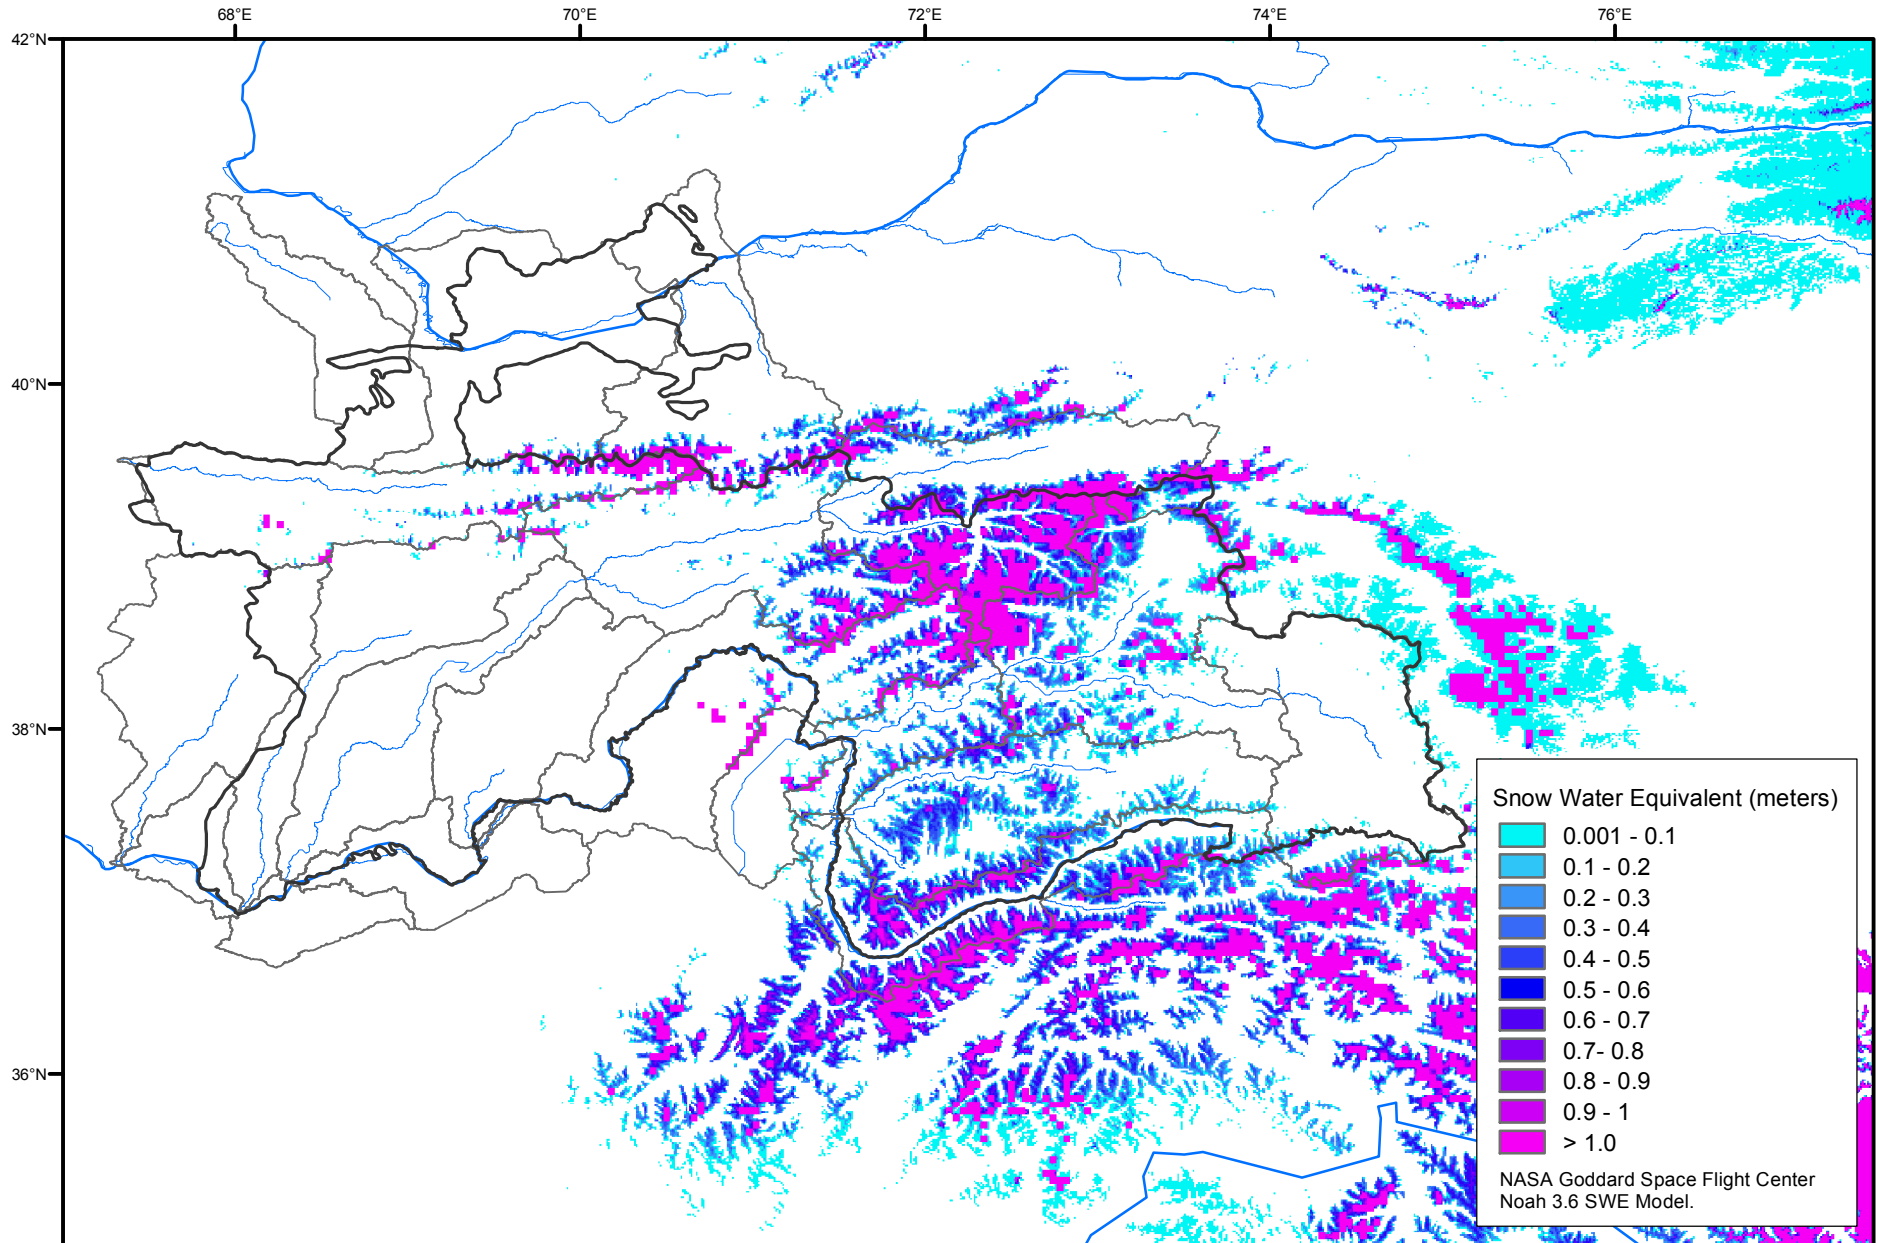 68°E
70°E
72°E
74°E
76°E
42°N
40°N
38°N
36°N
Snow Water Equivalent (meters)
0.001 - 0.1
0.1 - 0.2
0.2 - 0.3
0.3 - 0.4
0.4 - 0.5
0.5 - 0.6
0.6 - 0.7
0.7- 0.8
0.8 - 0.9
0.9 - 1
> 1.0
NASA Goddard Space Flight Center
Noah 3.6 SWE Model.